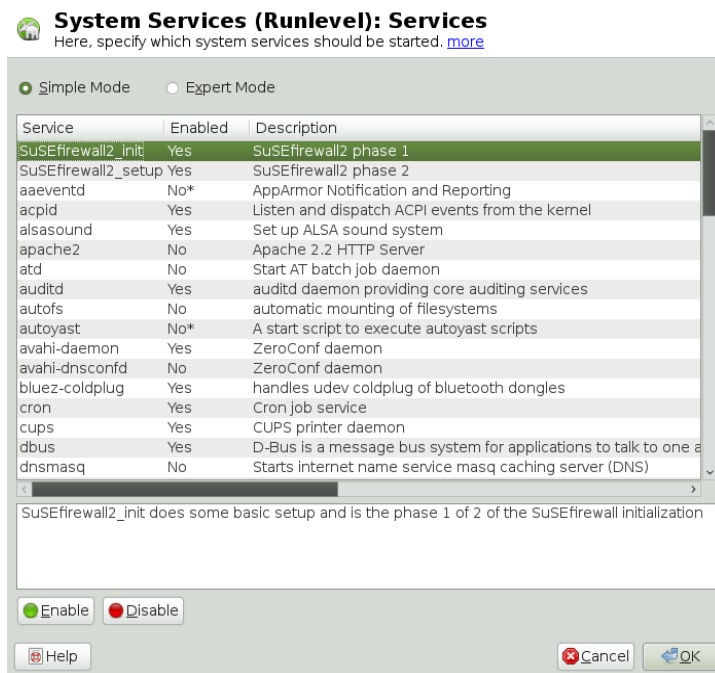 System Services (Runlevel): Services
Here, specify which system services should be started. more
Simple Mode Expert Mode
Service Enabled Description
SuSEfirewall2_init Yes SuSEfirewall2 phase 1
SuSEfirewall2_setup Yes SuSEfirewall2 phase 2
aaeventd No* AppArmor Notification and Reporting
acpid Yes Listen and dispatch ACPI events from the kernel
alsasound Yes Set up ALSA sound system
apache2 No Apache 2.2 HTTP Server
atd No Start AT batch job daemon
auditd Yes auditd daemon providing core auditing services
autofs No automatic mounting of filesystems
autoyast No* A start script to execute autoyast scripts
avahi-daemon Yes ZeroConf daemon
avahi-dnsconfd No ZeroConf daemon
bluez-coldplug Yes handles udev coldplug of bluetooth dongles
cron Yes Cron job service
cups Yes CUPS printer daemon
dbus Yes D-Bus is a message bus system for applications to talk to one a
dnsmasq No Starts internet name service masq caching server (DNS)
SuSEfirewall2_init does some basic setup and is the phase 1 of 2 of the SuSEfirewall initialization
Enable Disable
Help Cancel OK